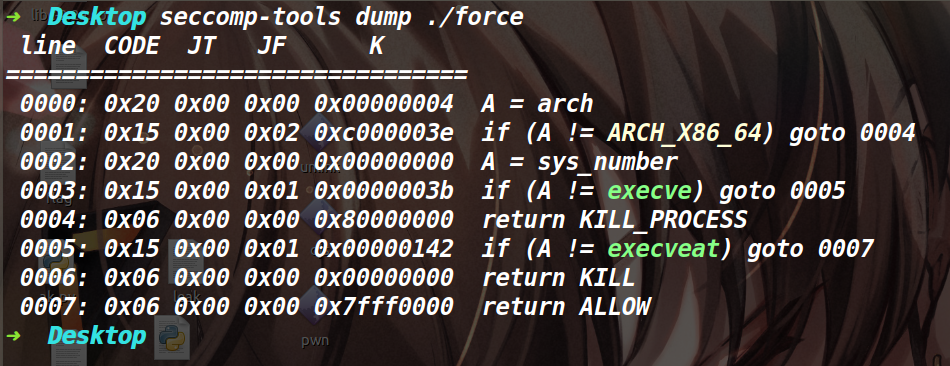 ➜ Desktop seccomp-tools dump ./force
line CODE JT JF K
=================================
0000: 0x20 0x00 0x00 0x00000004 A = arch
0001: 0x15 0x00 0x02 0xc000003e if (A != ARCH_X86_64) goto 0004
0002: 0x20 0x00 0x00 0x00000000 A = sys_number
0003: 0x15 0x00 0x01 0x0000003b if (A != execve) goto 0005
0004: 0x06 0x00 0x00 0x80000000 return KILL_PROCESS
0005: 0x15 0x00 0x01 0x00000142 if (A != execveat) goto 0007
0006: 0x06 0x00 0x00 0x00000000 return KILL
0007: 0x06 0x00 0x00 0x7fff0000 return ALLOW
➜ Desktop
pwn